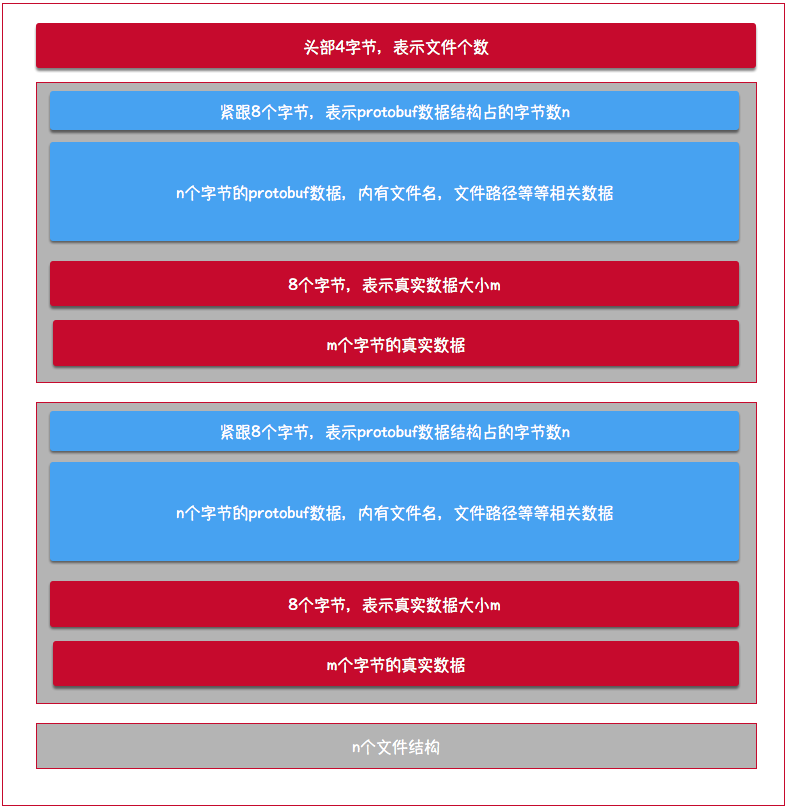 头部4字节，表示文件个数
紧跟8个字节，表示protobuf数据结构占的字节数n
n个字节的protobuf数据，内有文件名，文件路径等等相关数据
8个字节，表示真实数据大小m
m个字节的真实数据
紧跟8个字节，表示protobuf数据结构占的字节数n
n个字节的protobuf数据，内有文件名，文件路径等等相关数据
8个字节，表示真实数据大小m
m个字节的真实数据
n个文件结构